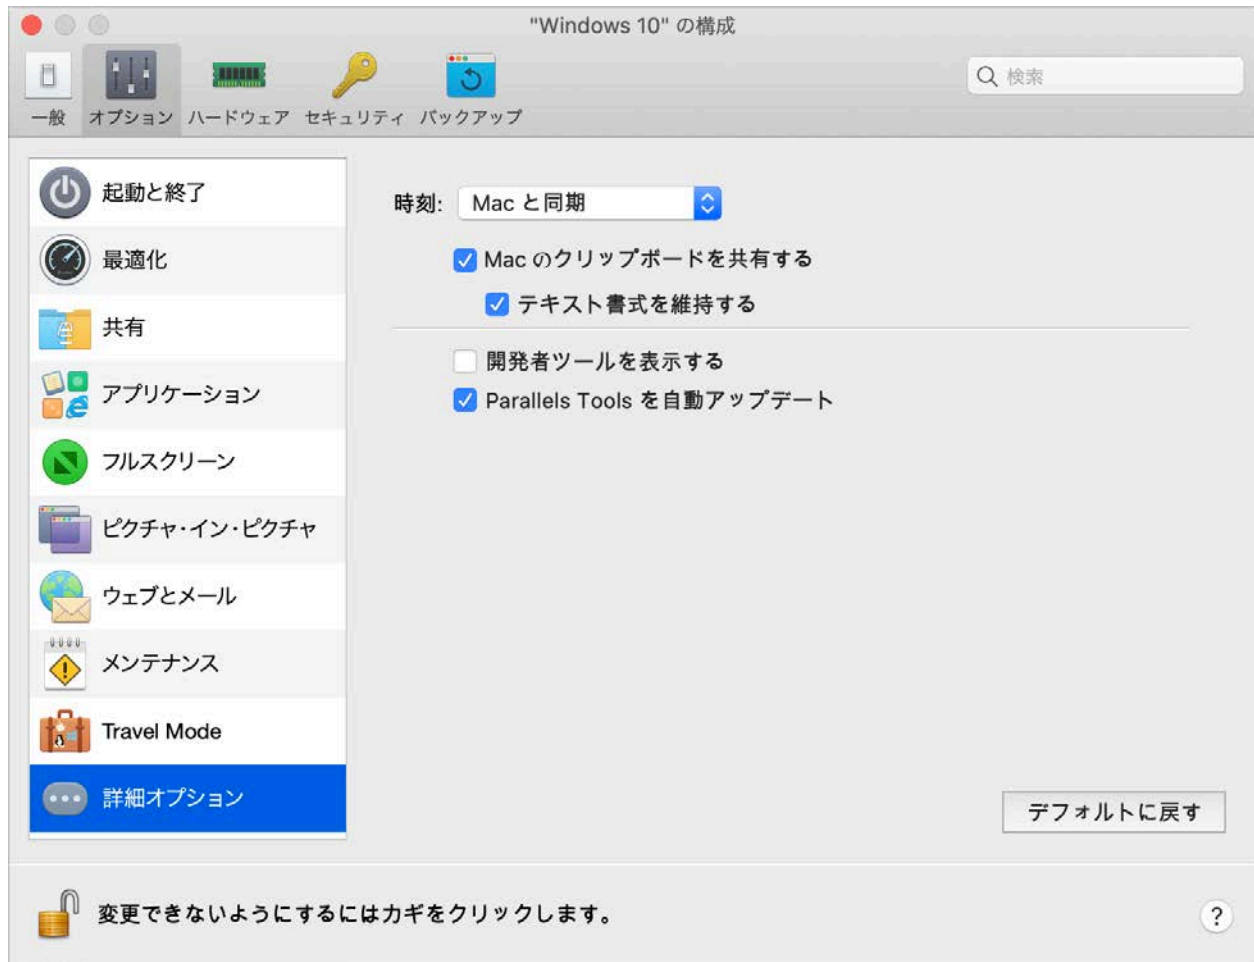 "Windows 10" の構成
一般 オプション ハードウェア セキュリティ バックアップ
検索
起動と終了
最適化
共有
アプリケーション
フルスクリーン
ピクチャ・イン・ピクチャ
ウェブとメール
メンテナンス
Travel Mode
詳細オプション
時刻: Mac と同期
Mac のクリップボードを共有する
テキスト書式を維持する
開発者ツールを表示する
Parallels Tools を自動アップデート
デフォルトに戻す
変更できないようにするにはカギをクリックします。
?